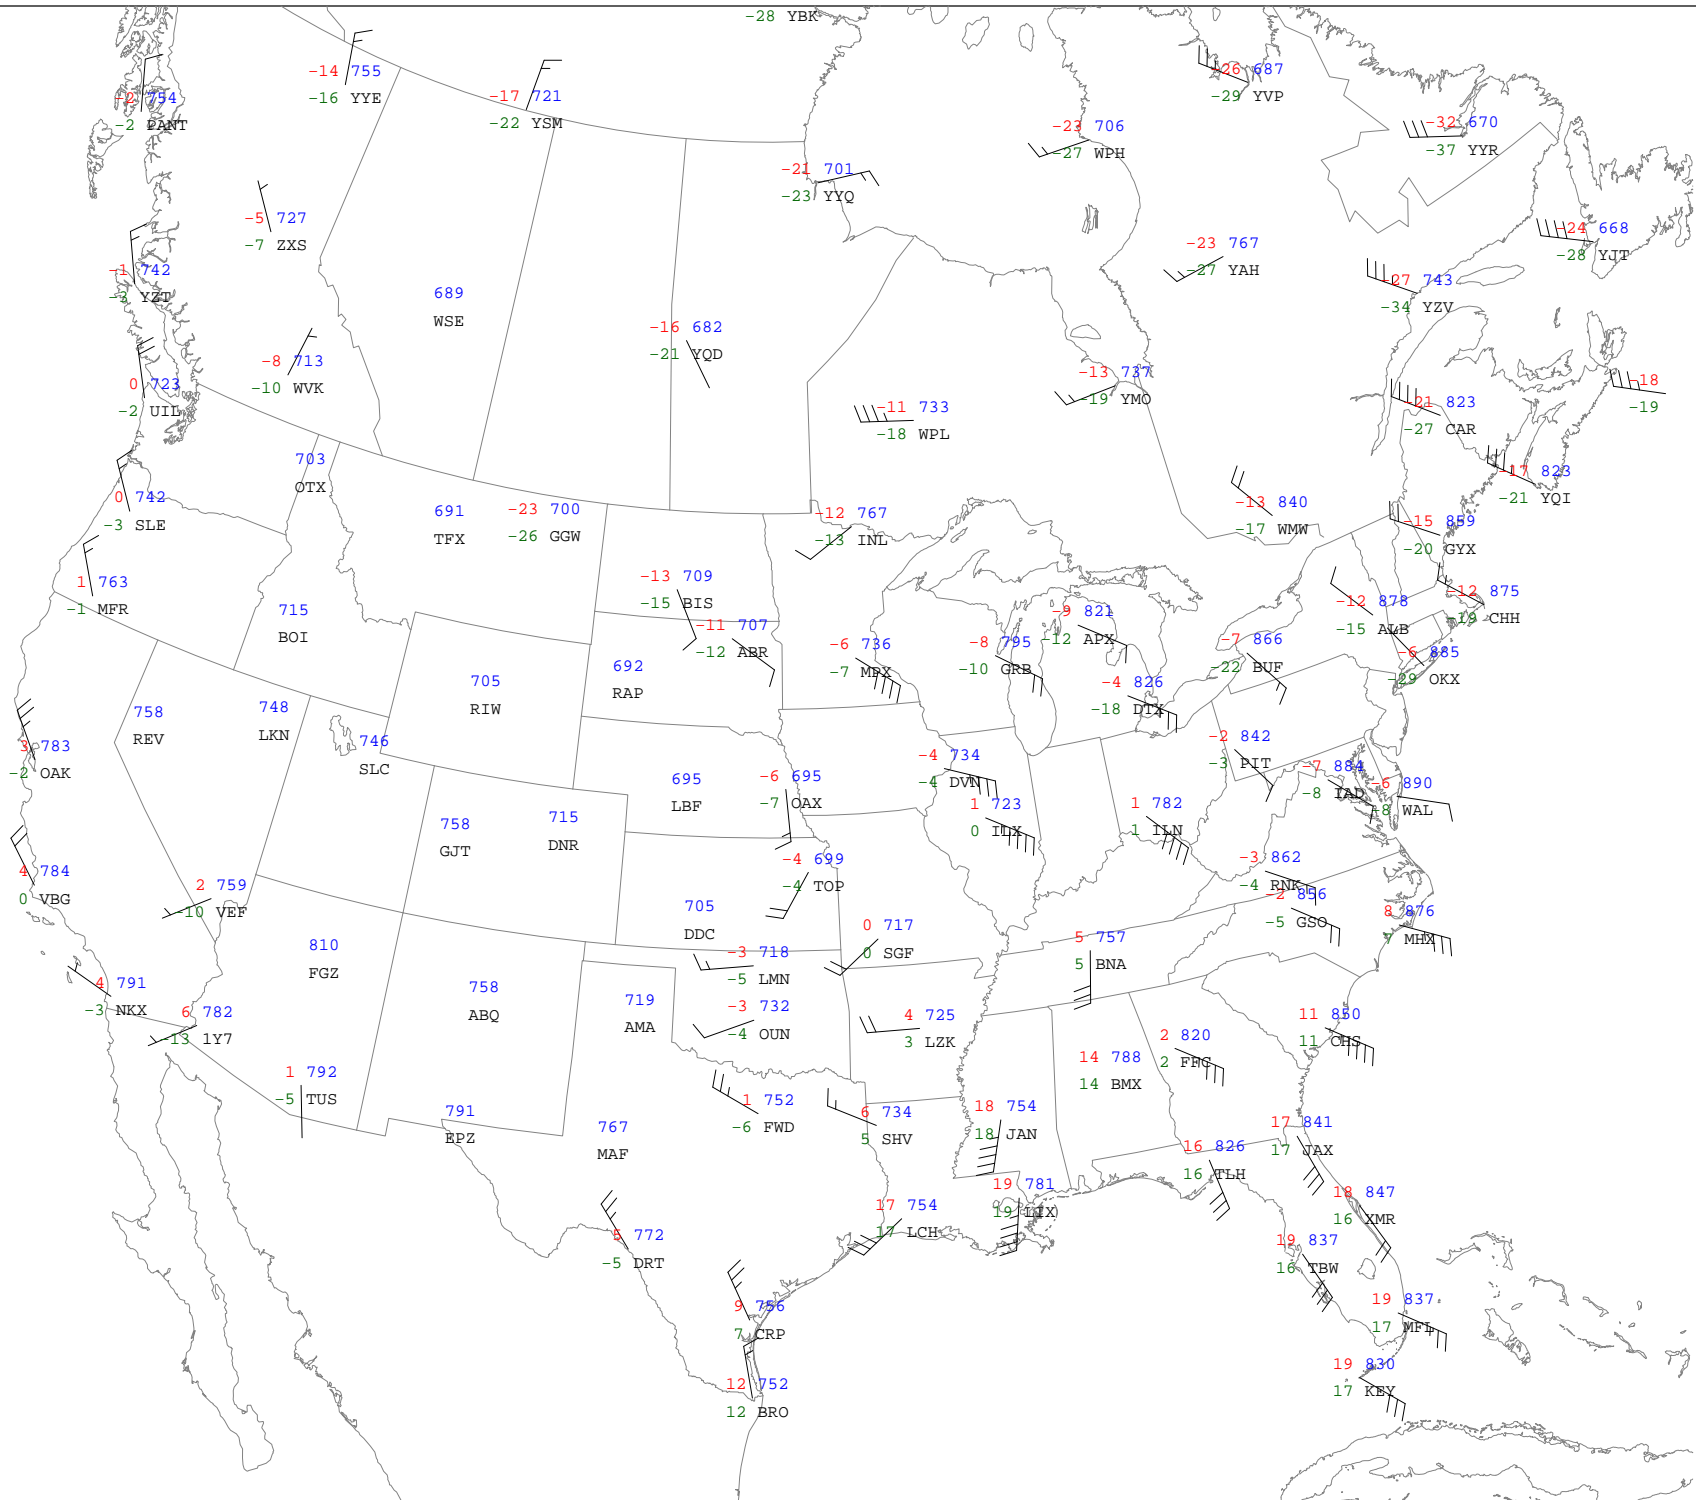 -28 YBK
-14 755
-16 YYE
-2 754
-2 PANT
-17 721
-22 YSM
-26 687
-29 YVP
-23 706
-27 WPH
-32 670
-37 YYR
-21 701
-23 YYQ
-5 727
-7 ZXS
-24 668
-28 YJT
-23 767
-27 YAH
-1 742
-3 YZT
-27 743
-34 YZV
689
WSE
-16 682
-21 YQD
-8 713
-10 WVK
-13 737
-19 YMO
0 723
-2 UIL
-18
-19
-11 733
-18 WPL
-21 823
-27 CAR
703
OTX
-17 823
-21 YQI
0 742
-3 SLE
691
TFX
-23 700
-26 GGW
-12 767
-13 INL
-13 840
-17 WMW
-15 859
-20 GYX
1 763
-1 MFR
-13 709
-15 BIS
715
BOI
-12 875
-19 CHH
-12 878
-15 ALB
-9 821
-12 APX
-11 707
-12 ABR
-6 736
-7 MPX
-8 795
-10 GRB
-7 866
-22 BUF
-6 885
-29 OKX
692
RAP
705
RIW
-4 826
-18 DTX
758
REV
748
LKN
746
SLC
3 783
-2 OAK
-2 842
-3 PIT
-4 734
-4 DVN
-7 884
-8 IAD
695
LBF
-6 695
-7 OAX
-6 890
-8 WAL
1 723
0 ILX
1 782
1 ILN
758
GJT
715
DNR
-4 699
-4 TOP
-3 862
-4 RNK
4 784
0 VBG
2 759
-10 VEF
-2 856
-5 GSO
705
DDC
8 876
7 MHX
0 717
0 SGF
5 757
5 BNA
810
FGZ
-3 718
-5 LMN
4 791
-3 NKX
758
ABQ
719
AMA
6 782
-13 1Y7
-3 732
-4 OUN
4 725
3 LZK
11 850
11 CHS
2 820
2 FFC
14 788
14 BMX
1 792
-5 TUS
1 752
-6 FWD
791
EPZ
6 734
5 SHV
18 754
18 JAN
767
MAF
17 841
17 JAX
16 826
16 TLH
19 781
19 LIX
18 847
16 XMR
17 754
17 LCH
5 772
-5 DRT
19 837
16 TBW
9 756
7 CRP
19 837
17 MFL
19 830
17 KEY
12 752
12 BRO